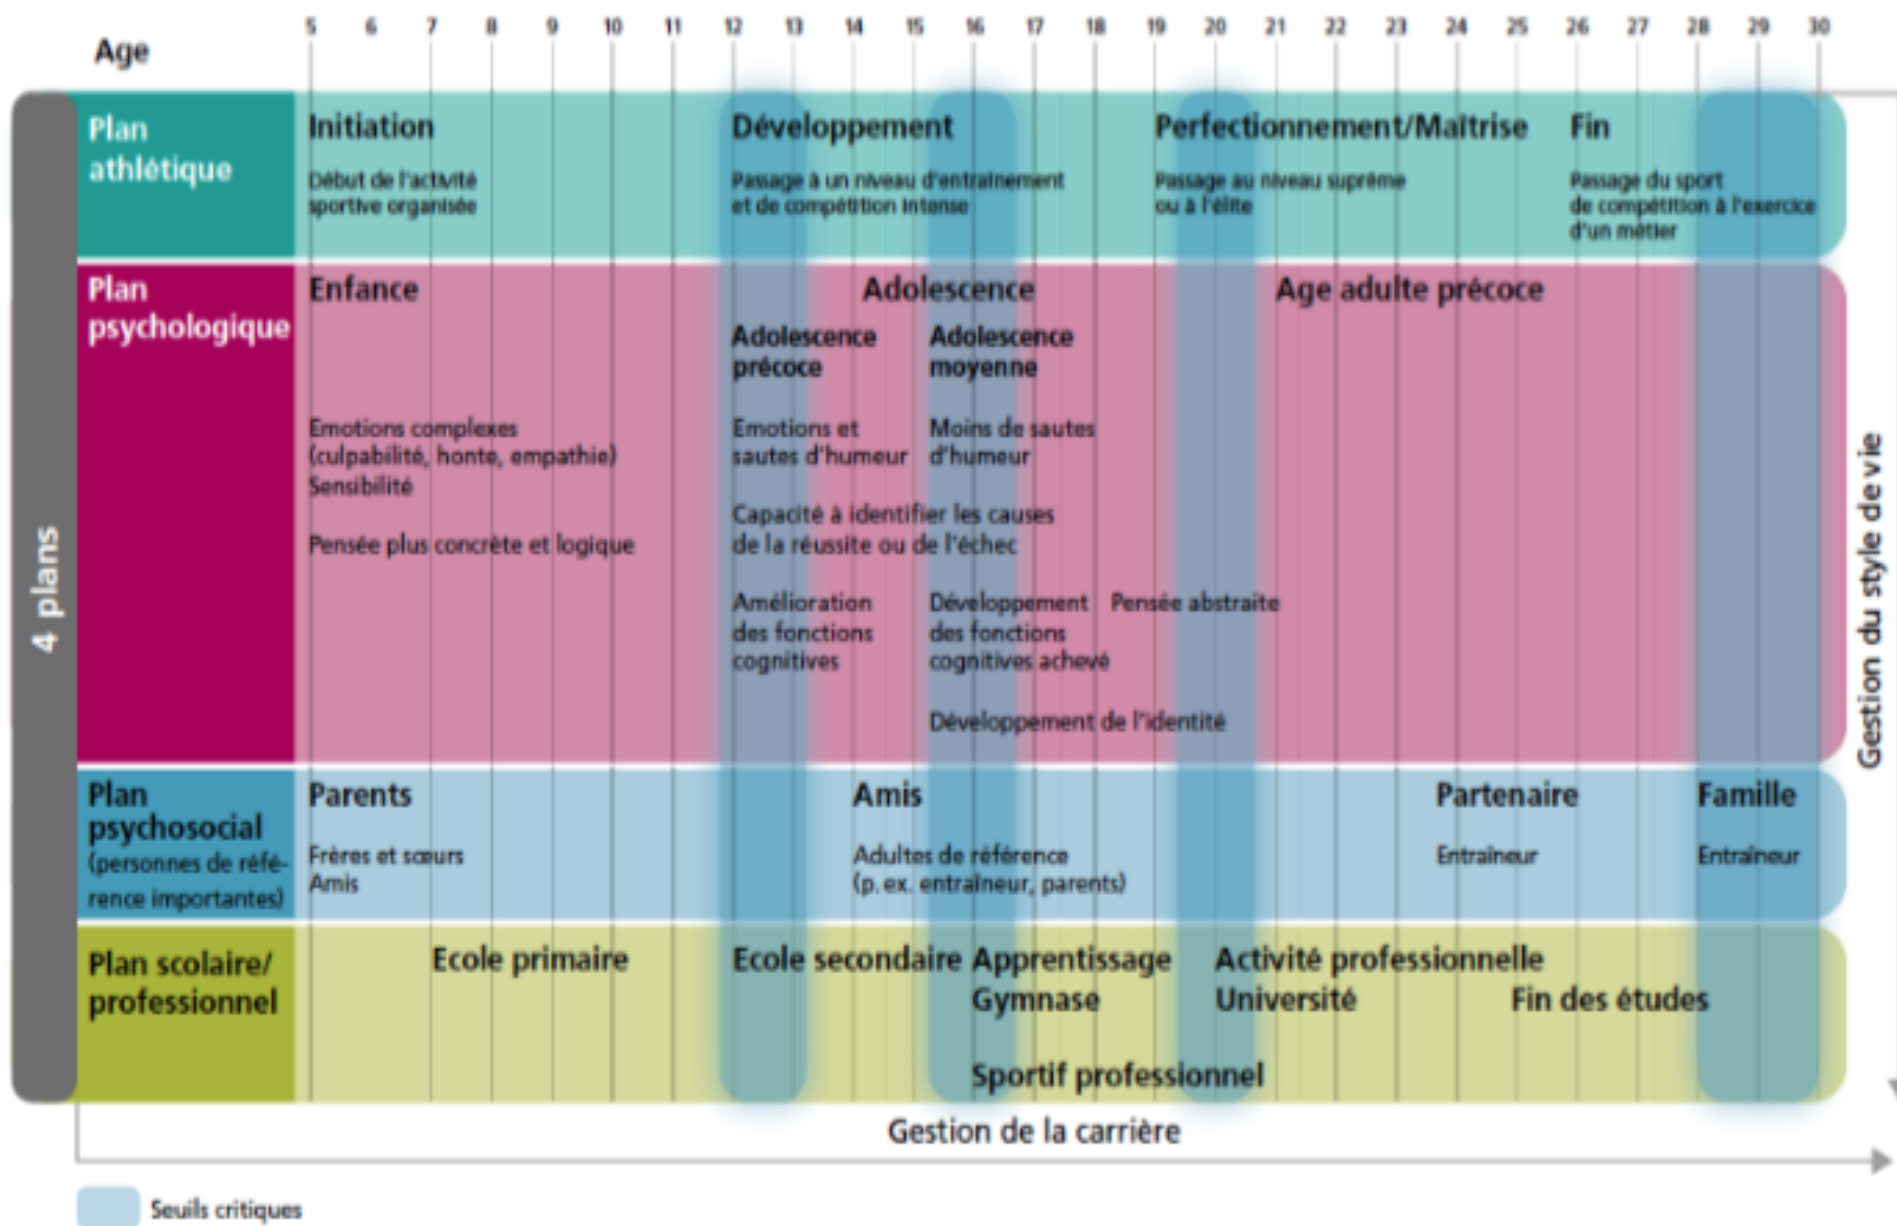 Age
5 6 7 8 9 10 11 12 13 14 15 16 17 18 19 20 21 22 23 24 25 26 27 28 29 30
4 plans
Plan
athlétique
Initiation
Début de l'activité
sportive organisée
Développement
Passage à un niveau d'entraînement
et de compétition intense
Perfectionnement/Maîtrise
Passage au niveau suprême
ou à l'élite
Fin
Passage du sport
de compétition à l'exercice
d'un métier
Plan
psychologique
Enfance
Emotions complexes
(culpabilité, honte, empathie)
Sensibilité
Pensée plus concrète et logique
Adolescence
Adolescence
précoce
Adolescence
moyenne
Emotions et
sautes d'humeur
Moins de sautes
d'humeur
Capacité à identifier les causes
de la réussite ou de l'échec
Amélioration
des fonctions
cognitives
Développement
des fonctions
cognitives achevé
Pensée abstraite
Développement de l'identité
Age adulte précoce
Plan
psychosocial
(personnes de réfé-
rence importantes)
Parents
Frères et sœurs
Amis
Amis
Adultes de référence
(p. ex. entraîneur, parents)
Partenaire
Entraîneur
Famille
Entraîneur
Plan scolaire/
professionnel
Ecole primaire
Ecole secondaire
Apprentissage
Gymnase
Sportif professionnel
Activité professionnelle
Université
Fin des études
Gestion du style de vie
Gestion de la carrière
Seuils critiques